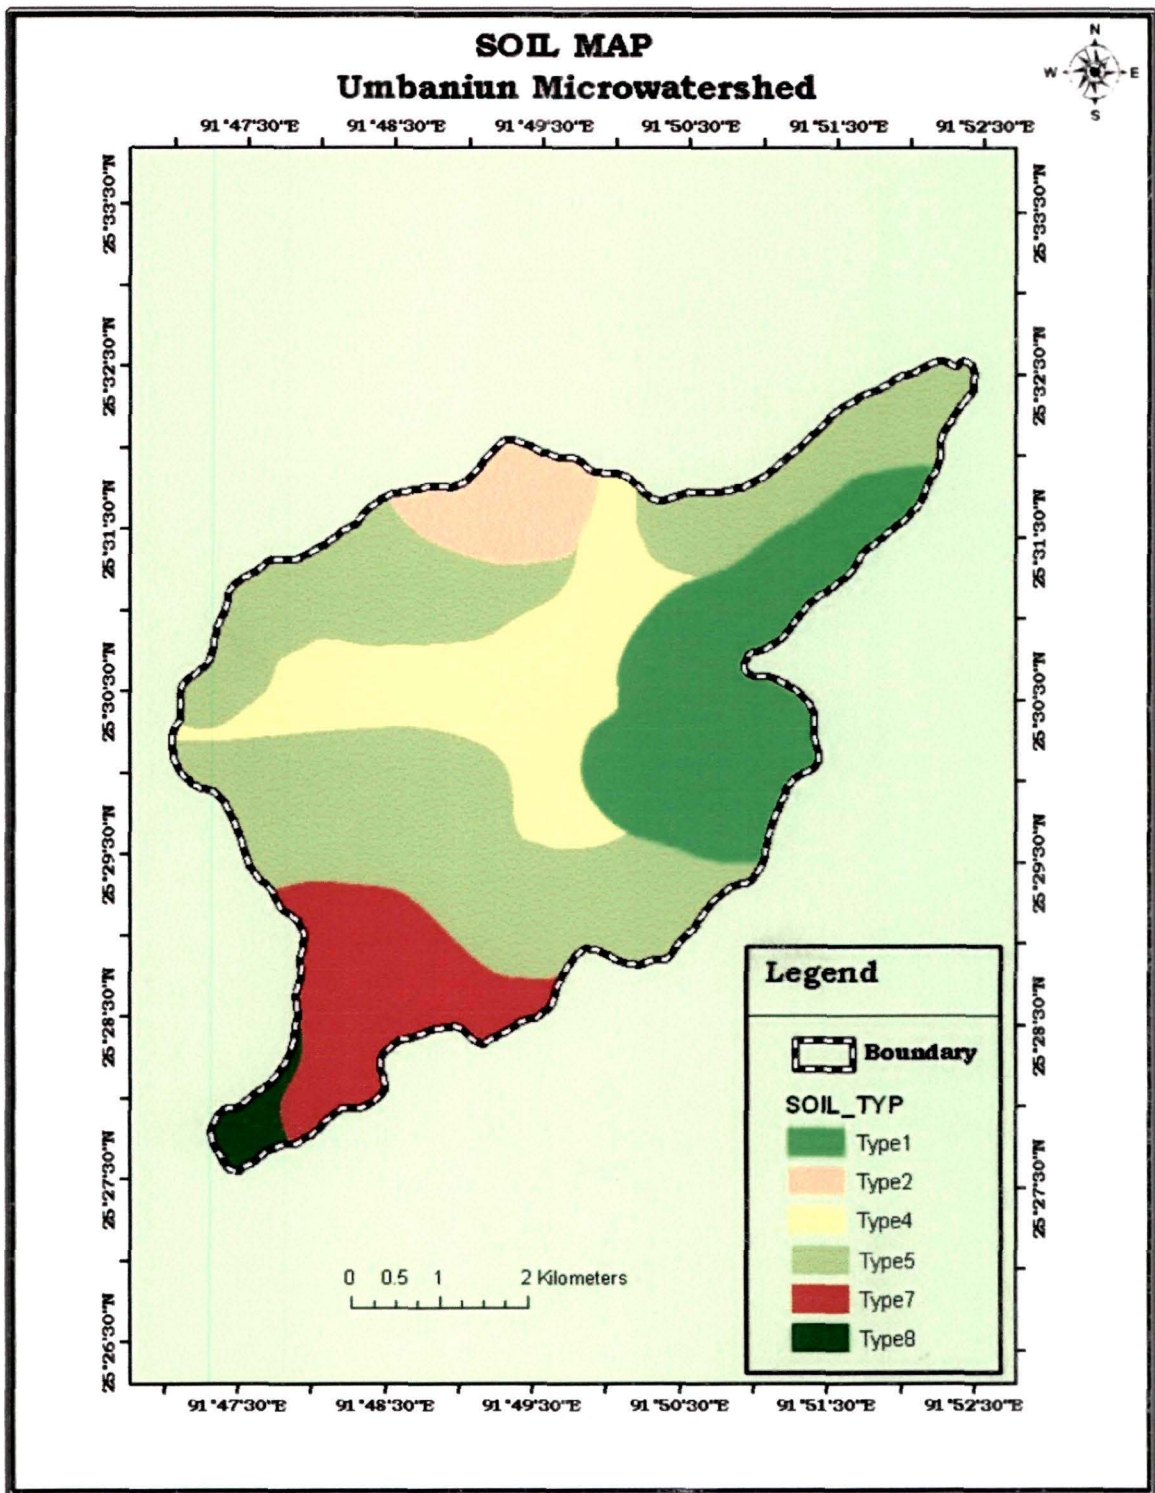 SOIL MAP
Umbaniun Microwatershed
N
W E
S
91°47'30"E 91°48'30"E 91°49'30"E 91°50'30"E 91°51'30"E 91°52'30"E
25°33'30"N 25°33'30"N
25°32'30"N 25°32'30"N
25°31'30"N 25°31'30"N
25°30'30"N 25°30'30"N
25°29'30"N 25°29'30"N
25°28'30"N 25°28'30"N
25°27'30"N 25°27'30"N
25°26'30"N
Legend
Boundary
SOIL_TYP
Type1
Type2
Type4
Type5
Type7
Type8
0 0.5 1 2 Kilometers
91°47'30"E 91°48'30"E 91°49'30"E 91°50'30"E 91°51'30"E 91°52'30"E